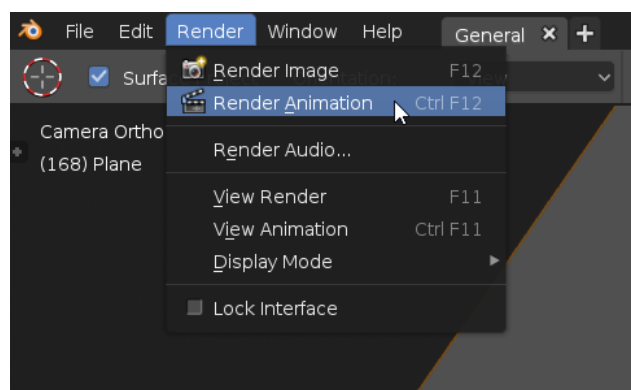 File Edit Render Window Help General
Surfa
Render Image F12
Render Animation Ctrl F12
Camera Ortho
(168) Plane
Render Audio...
View Render F11
View Animation Ctrl F11
Display Mode
Lock Interface